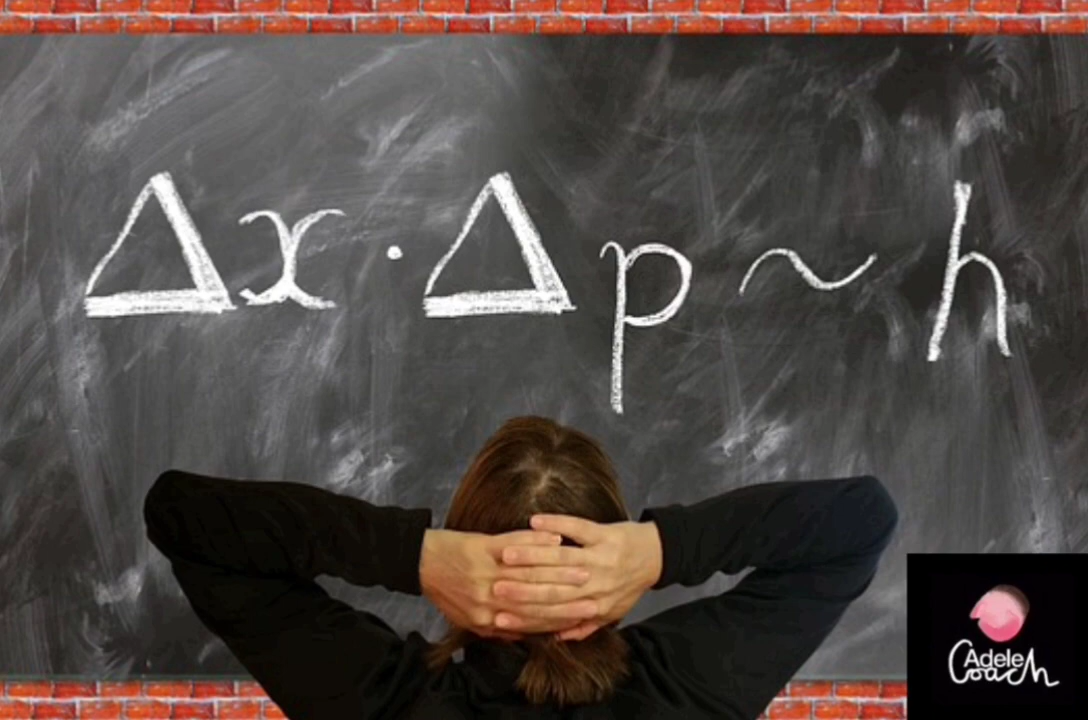 Δx · Δp ~ h
Adele
Coach